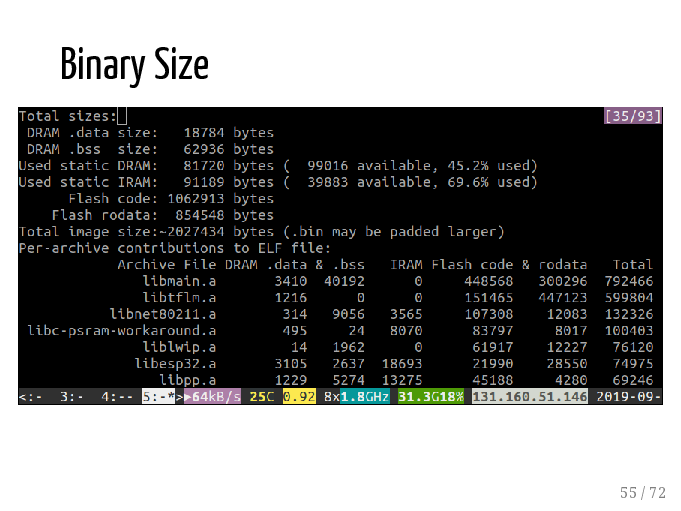 Binary Size
Total sizes: [35/93]
DRAM .data size: 18784 bytes
DRAM .bss size: 62936 bytes
Used static DRAM: 81720 bytes ( 99016 available, 45.2% used)
Used static IRAM: 91189 bytes ( 39883 available, 69.6% used)
Flash code: 1062913 bytes
Flash rodata: 854548 bytes
Total image size:~2027434 bytes (.bin may be padded larger)
Per-archive contributions to ELF file:
Archive File DRAM .data & .bss IRAM Flash code & rodata Total
libmain.a 3410 40192 0 448568 300296 792466
libtflm.a 1216 0 0 151465 447123 599804
libnet80211.a 314 9056 3565 107308 12083 132326
libc-psram-workaround.a 495 24 8070 83797 8017 100403
liblwip.a 14 1962 0 61917 12227 76120
libesp32.a 3105 2637 18693 21990 28550 74975
libpp.a 1229 5274 13275 45188 4280 69246
<:- 3:- 4:-- 5:-*>▶64kB/s 25C 0.92 8x1.8GHz 31.3G18% 131.160.51.146 2019-09-
55 / 72